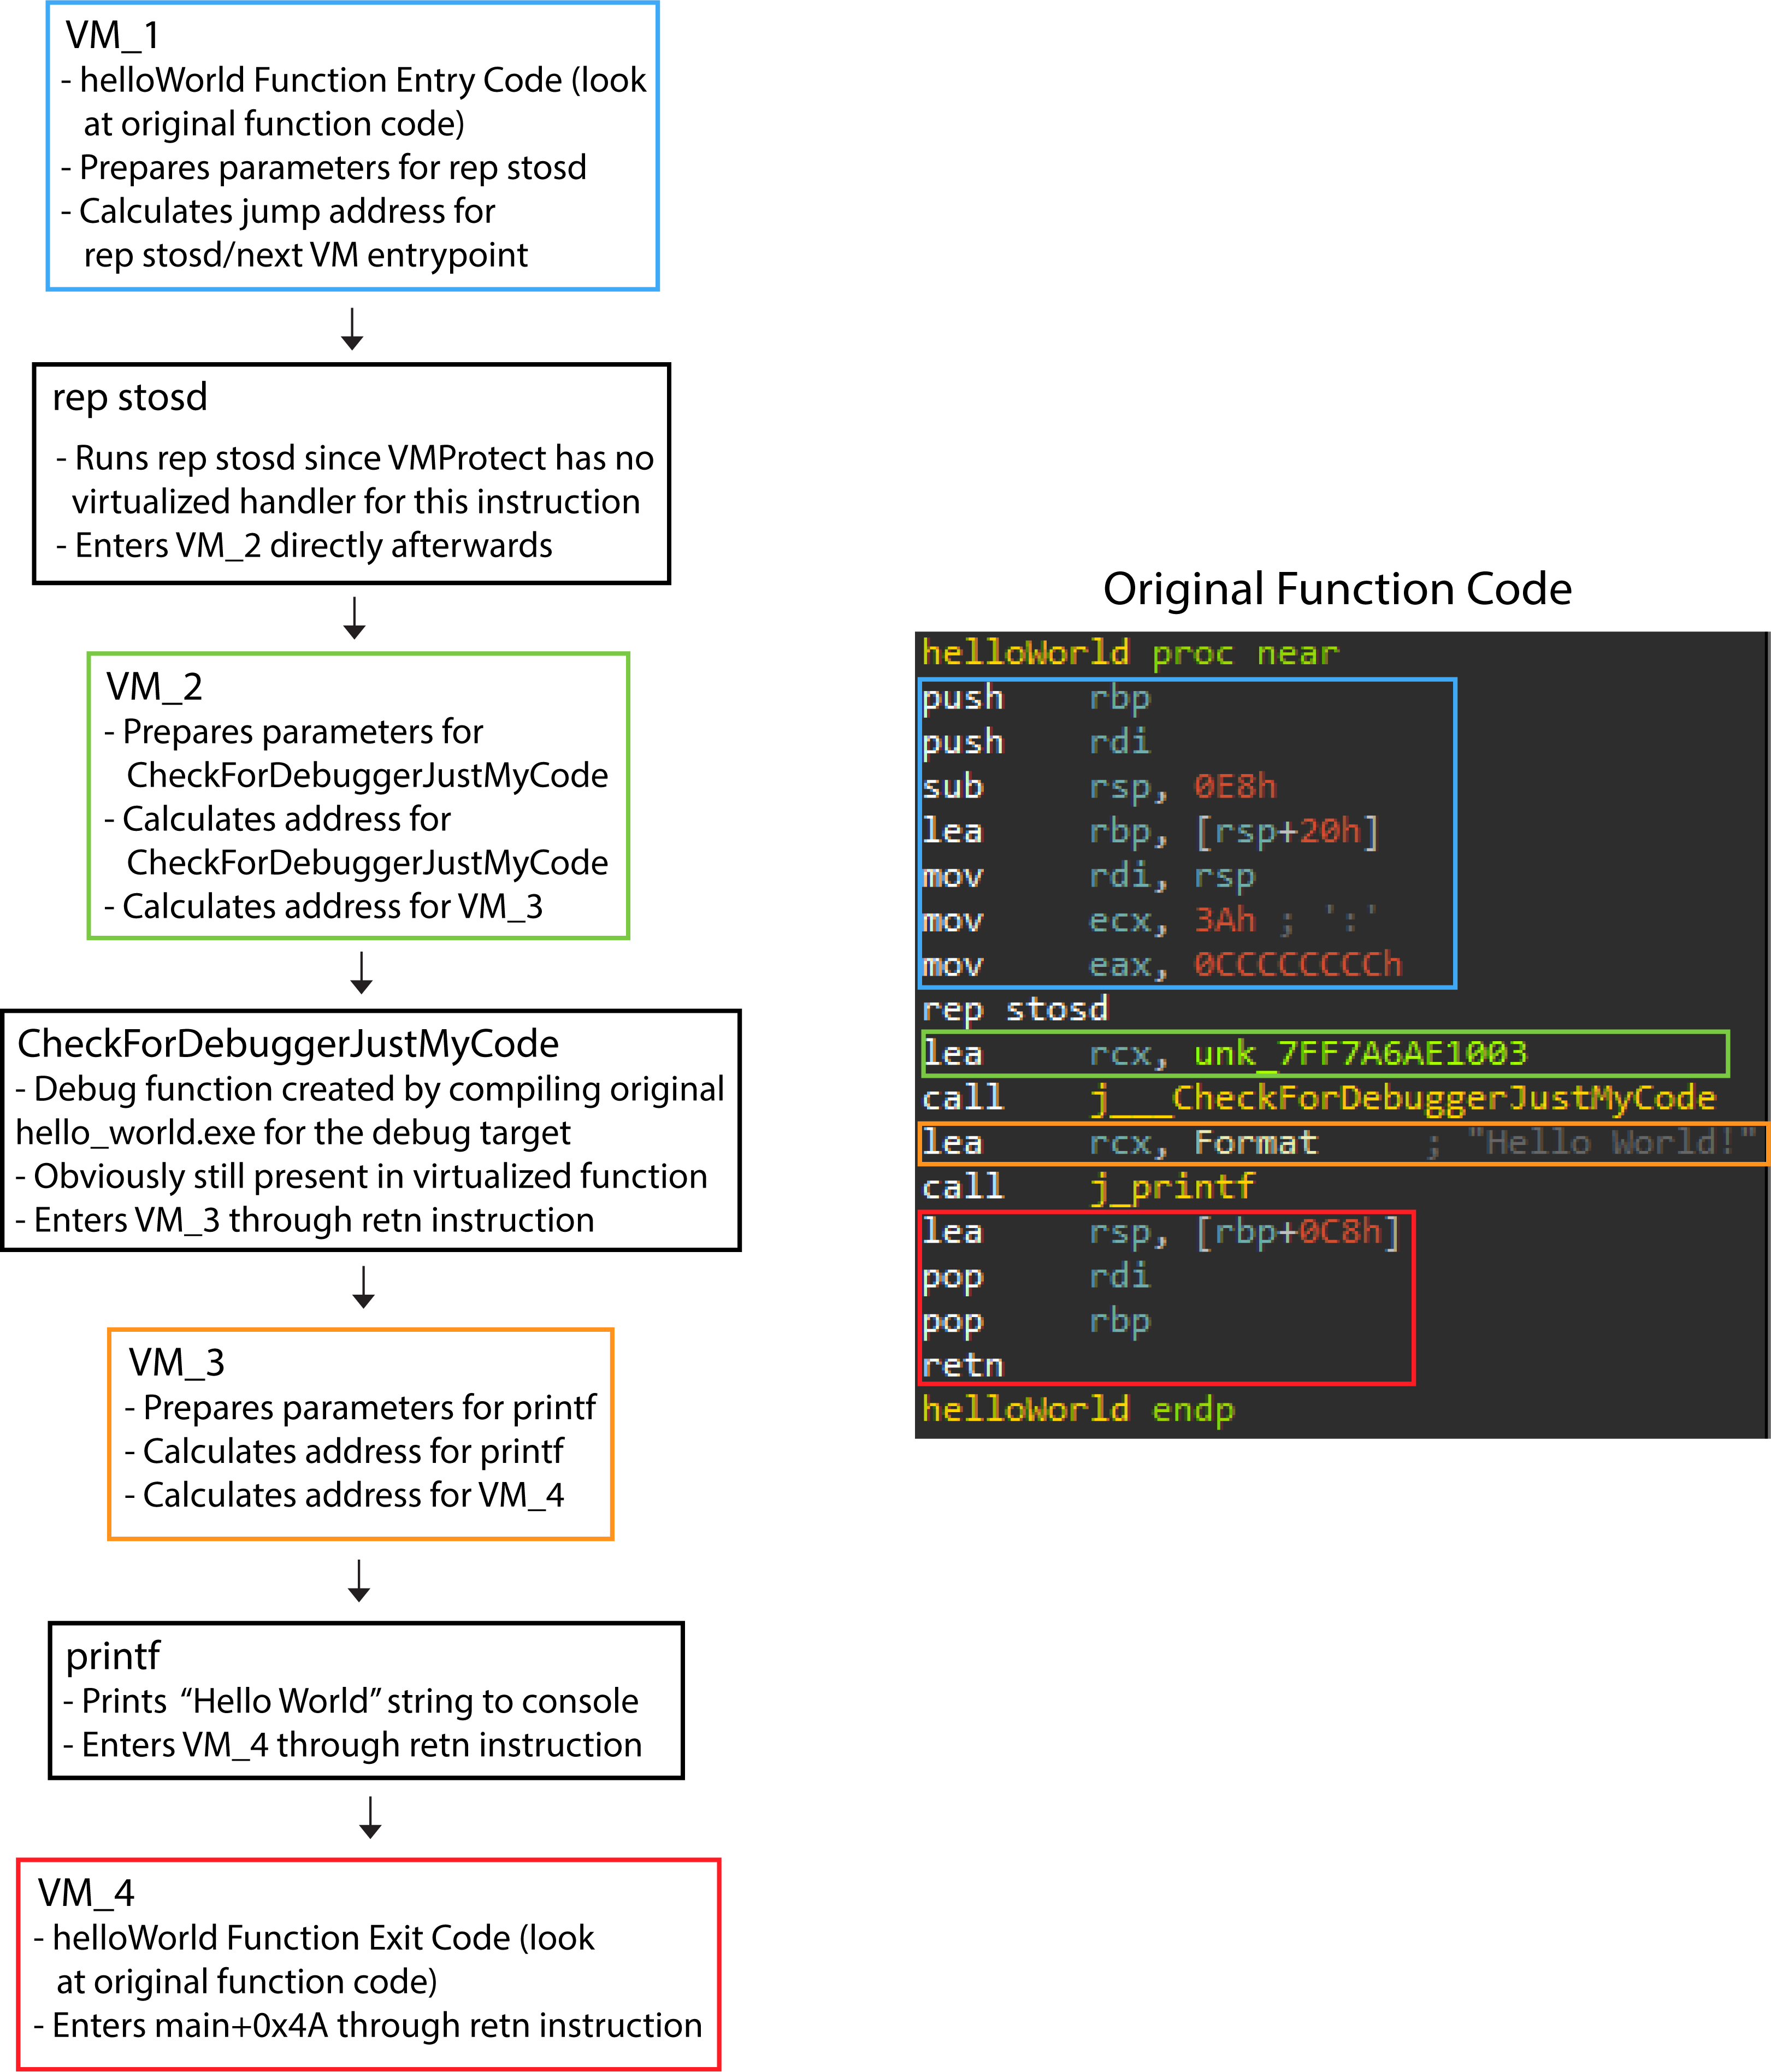 VM_1
- helloWorld Function Entry Code (look
at original function code)
- Prepares parameters for rep stosd
- Calculates jump address for
rep stosd/next VM entrypoint
rep stosd
- Runs rep stosd since VMProtect has no
virtualized handler for this instruction
- Enters VM_2 directly afterwards
VM_2
- Prepares parameters for
CheckForDebuggerJustMyCode
- Calculates address for
CheckForDebuggerJustMyCode
- Calculates address for VM_3
CheckForDebuggerJustMyCode
- Debug function created by compiling original
hello_world.exe for the debug target
- Obviously still present in virtualized function
- Enters VM_3 through retn instruction
VM_3
- Prepares parameters for printf
- Calculates address for printf
- Calculates address for VM_4
printf
- Prints “Hello World” string to console
- Enters VM_4 through retn instruction
VM_4
- helloWorld Function Exit Code (look
at original function code)
- Enters main+0x4A through retn instruction
Original Function Code
helloWorld proc near
push rbp
push rdi
sub rsp, 0E8h
lea rbp, [rsp+20h]
mov rdi, rsp
mov ecx, 3Ah ; ':'
mov eax, 0CCCCCCCCh
rep stosd
lea rcx, unk_7FF7A6AE1003
call j___CheckForDebuggerJustMyCode
lea rcx, Format ; "Hello World!"
call j_printf
lea rsp, [rbp+0C8h]
pop rdi
pop rbp
retn
helloWorld endp